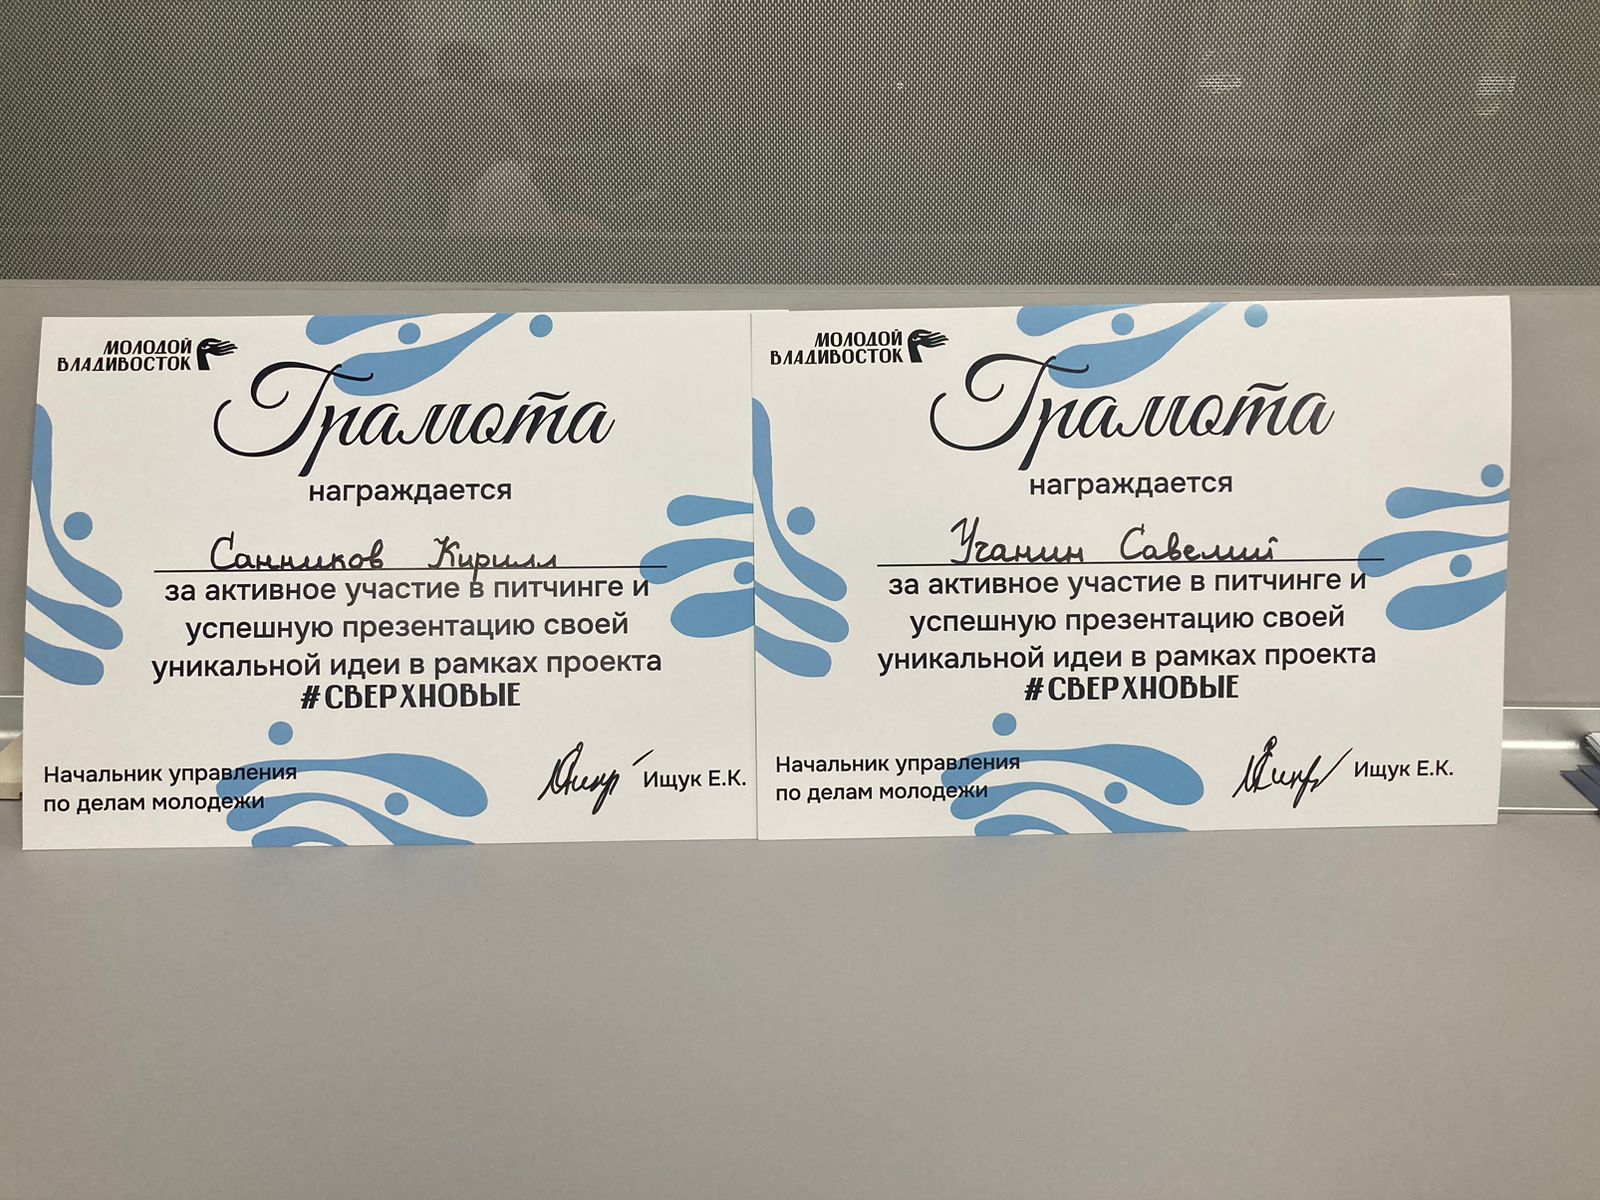 МОЛОДОЙ
ВЛАДИВОСТОК
Грамота
награждается
Санников Кирилл
за активное участие в питчинге и
успешную презентацию своей
уникальной идеи в рамках проекта
#СВЕРХНОВЫЕ
Начальник управления
по делам молодежи
Ищук Е.К.
МОЛОДОЙ
ВЛАДИВОСТОК
Грамота
награждается
Учанин Савелий
за активное участие в питчинге и
успешную презентацию своей
уникальной идеи в рамках проекта
#СВЕРХНОВЫЕ
Начальник управления
по делам молодежи
Ищук Е.К.